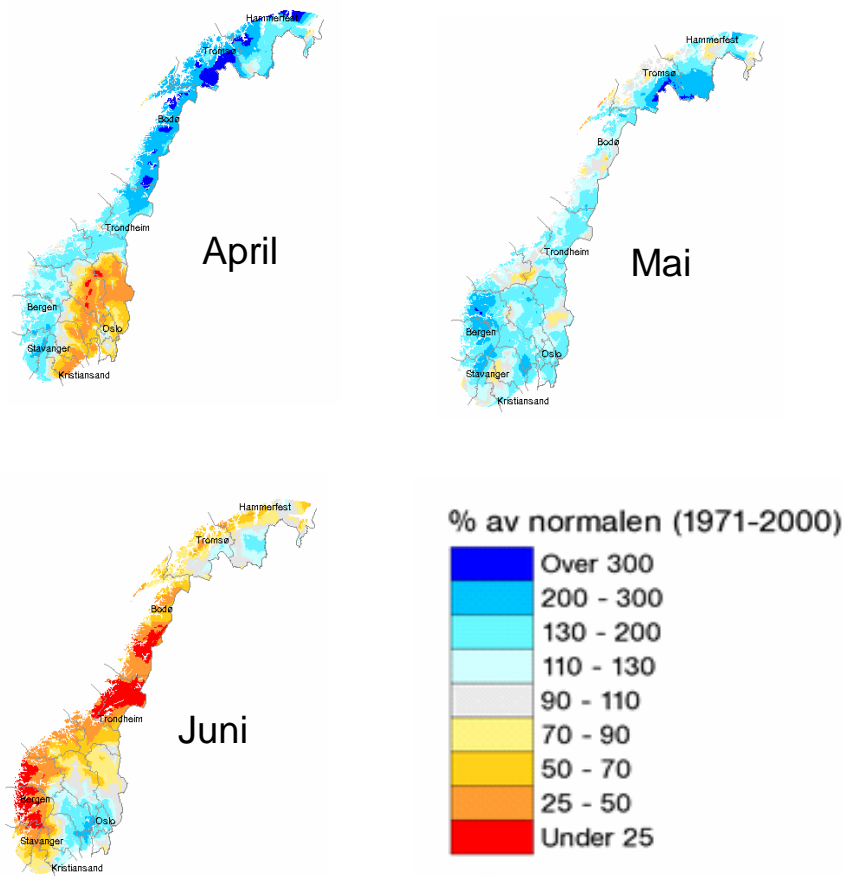 Hammerfest
Tromsø
Bodø
Trondheim
Bergen
Oslo
Stavanger
Kristiansand
April
Hammerfest
Tromsø
Bodø
Trondheim
Bergen
Oslo
Stavanger
Kristiansand
Mai
Hammerfest
Tromsø
Bodø
Trondheim
Bergen
Oslo
Stavanger
Kristiansand
Juni
% av normalen (1971-2000)
Over 300
200 - 300
130 - 200
110 - 130
90 - 110
70 - 90
50 - 70
25 - 50
Under 25